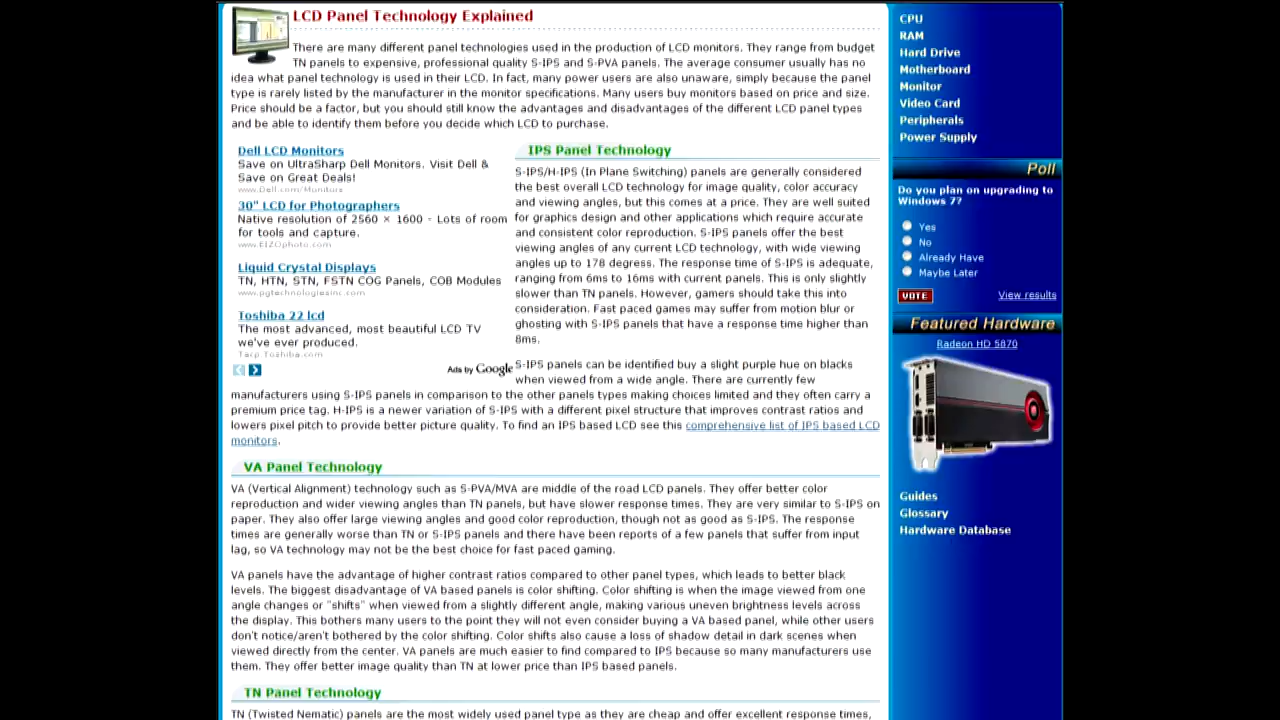 LCD Panel Technology Explained
There are many different panel technologies used in the production of LCD monitors. They range from budget
TN panels to expensive, professional quality S-IPS and S-PVA panels. The average consumer usually has no
idea what panel technology is used in their LCD. In fact, many power users are also unaware, simply because the panel
type is rarely listed by the manufacturer in the monitor specifications. Many users buy monitors based on price and size.
Price should be a factor, but you should still know the advantages and disadvantages of the different LCD panel types
and be able to identify them before you decide which LCD to purchase.
Dell LCD Monitors
Save on UltraSharp Dell Monitors. Visit Dell &
Save on Great Deals!
www.Dell.com/Monitors
30" LCD for Photographers
Native resolution of 2560 × 1600 - Lots of room
for tools and capture.
www.EIZOphoto.com
Liquid Crystal Displays
TN, HTN, STN, FSTN COG Panels, COB Modules
www.pgtechnologiesinc.com
Toshiba 22 lcd
The most advanced, most beautiful LCD TV
we've ever produced.
Tacp.Toshiba.com
Ads by Google
IPS Panel Technology
S-IPS/H-IPS (In Plane Switching) panels are generally considered
the best overall LCD technology for image quality, color accuracy
and viewing angles, but this comes at a price. They are well suited
for graphics design and other applications which require accurate
and consistent color reproduction. S-IPS panels offer the best
viewing angles of any current LCD technology, with wide viewing
angles up to 178 degress. The response time of S-IPS is adequate,
ranging from 6ms to 16ms with current panels. This is only slightly
slower than TN panels. However, gamers should take this into
consideration. Fast paced games may suffer from motion blur or
ghosting with S-IPS panels that have a response time higher than
8ms.
S-IPS panels can be identified buy a slight purple hue on blacks
when viewed from a wide angle. There are currently few
manufacturers using S-IPS panels in comparison to the other panels types making choices limited and they often carry a
premium price tag. H-IPS is a newer variation of S-IPS with a different pixel structure that improves contrast ratios and
lowers pixel pitch to provide better picture quality. To find an IPS based LCD see this comprehensive list of IPS based LCD
monitors.
VA Panel Technology
VA (Vertical Alignment) technology such as S-PVA/MVA are middle of the road LCD panels. They offer better color
reproduction and wider viewing angles than TN panels, but have slower response times. They are very similar to S-IPS on
paper. They also offer large viewing angles and good color reproduction, though not as good as S-IPS. The response
times are generally worse than TN or S-IPS panels and there have been reports of a few panels that suffer from input
lag, so VA technology may not be the best choice for fast paced gaming.
VA panels have the advantage of higher contrast ratios compared to other panel types, which leads to better black
levels. The biggest disadvantage of VA based panels is color shifting. Color shifting is when the image viewed from one
angle changes or "shifts" when viewed from a slightly different angle, making various uneven brightness levels across
the display. This bothers many users to the point they will not even consider buying a VA based panel, while other users
don't notice/aren't bothered by the color shifting. Color shifts also cause a loss of shadow detail in dark scenes when
viewed directly from the center. VA panels are much easier to find compared to IPS because so many manufacturers use
them. They offer better image quality than TN at lower price than IPS based panels.
TN Panel Technology
TN (Twisted Nematic) panels are the most widely used panel type as they are cheap and offer excellent response times,
CPU
RAM
Hard Drive
Motherboard
Monitor
Video Card
Peripherals
Power Supply
Poll
Do you plan on upgrading to
Windows 7?
Yes
No
Already Have
Maybe Later
VOTE
View results
Featured Hardware
Radeon HD 5870
Guides
Glossary
Hardware Database